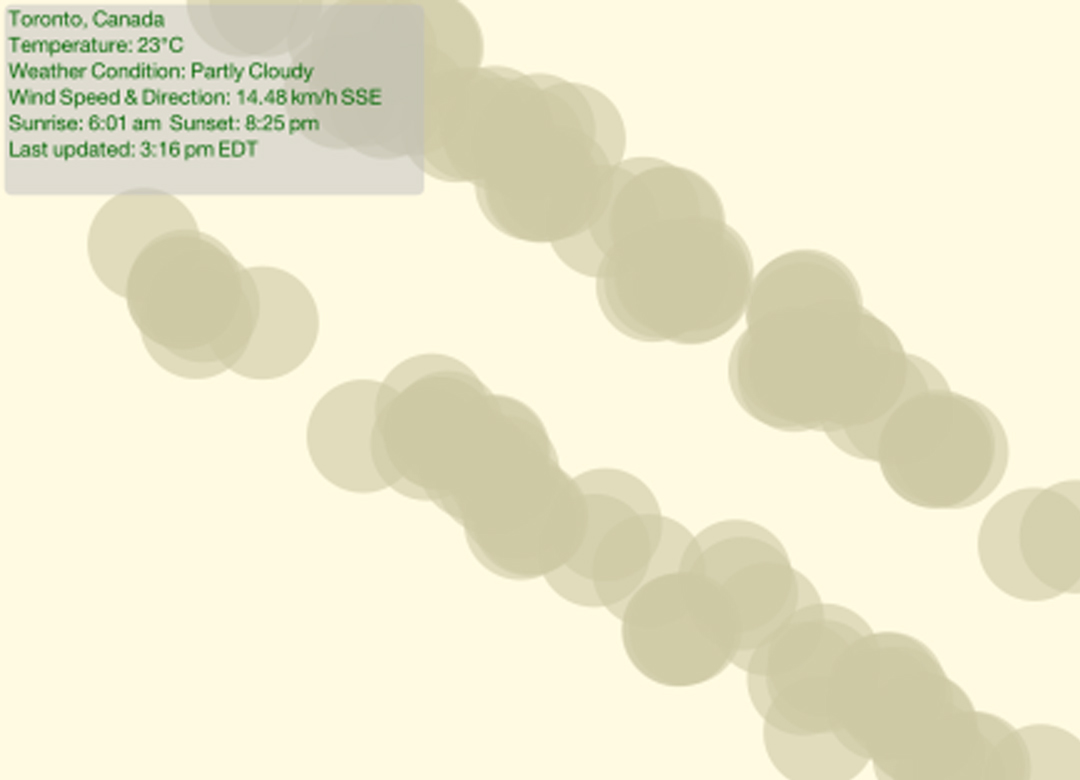 Toronto, Canada
Temperature: 23°C
Weather Condition: Partly Cloudy
Wind Speed & Direction: 14.48 km/h SSE
Sunrise: 6:01 am Sunset: 8:25 pm
Last updated: 3:16 pm EDT